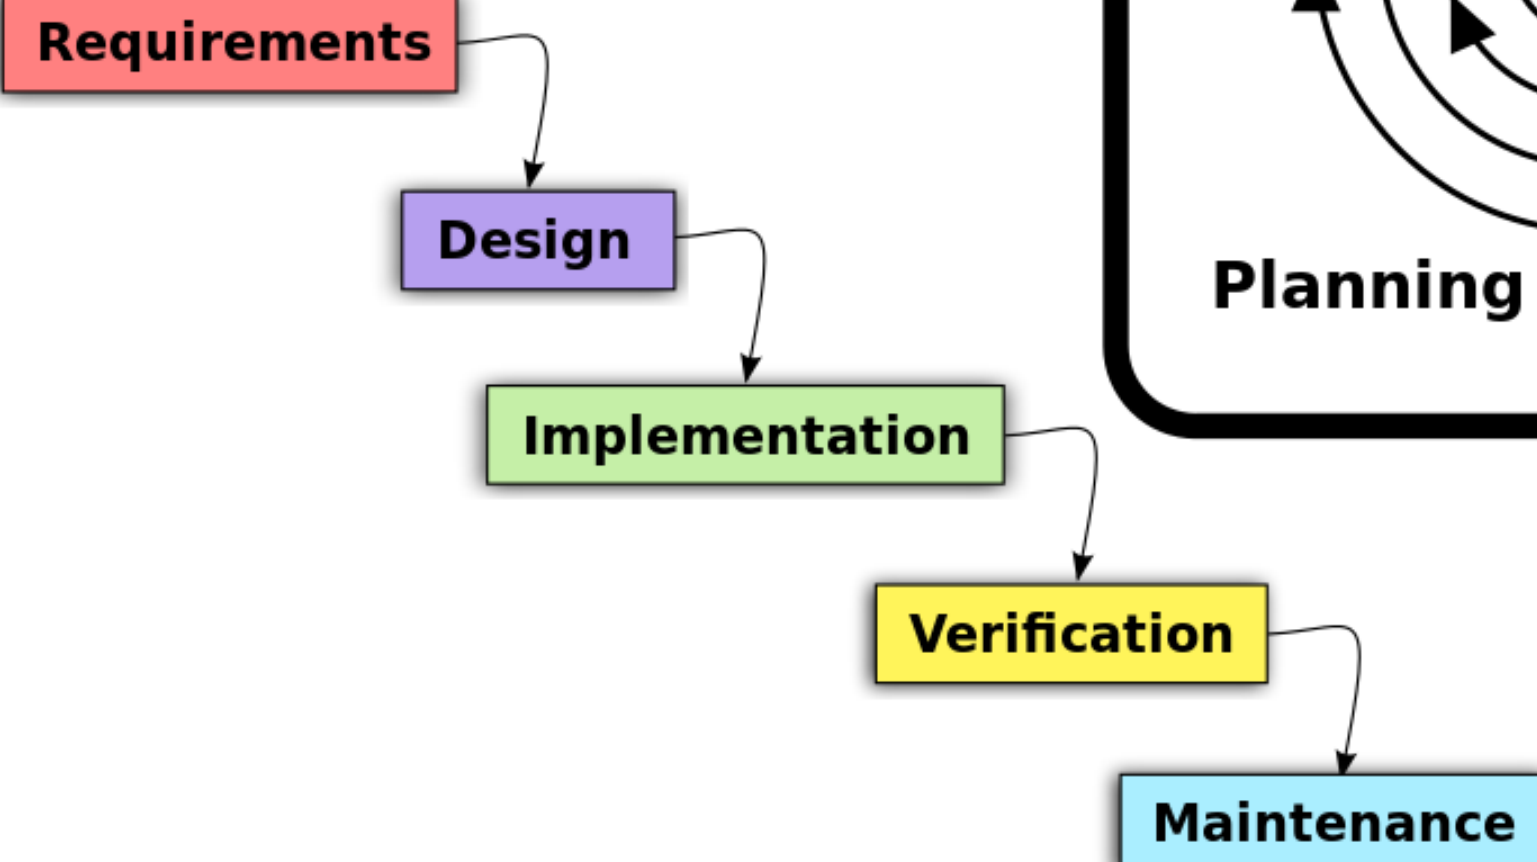 Requirements
Design
Planning
Implementation
Verification
Maintenance